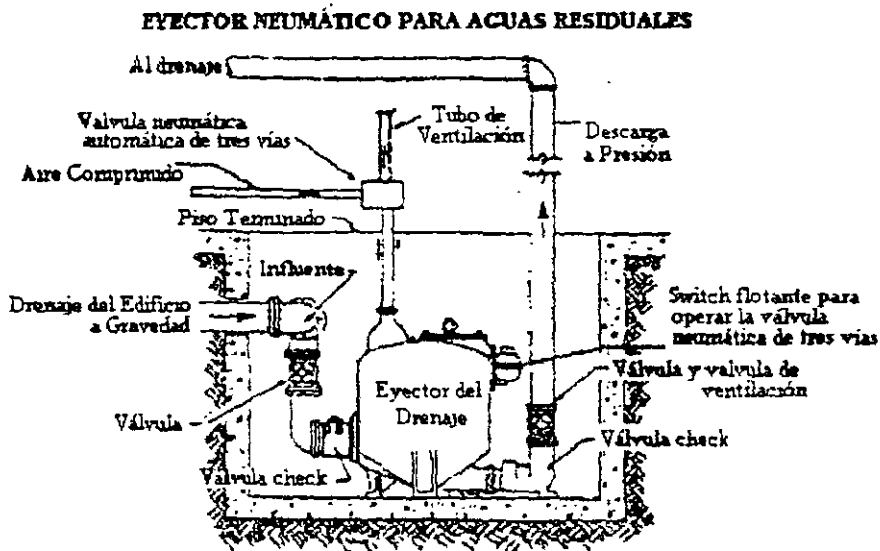 EYECTOR NEUMÁTICO PARA AGUAS RESIDUALES
Al drenaje
Tubo de
Ventilación
Valvula neumática
automática de tres vías
Descarga
a Presión
Aire Comprimido
Piso Terminado
Influente
Drenaje del Edificio
a Gravedad
Switch flotante para
operar la válvula
neumática de tres vías
Válvula y valvula de
ventilación
Eyector del
Drenaje
Válvula
Válvula check
Valvula check